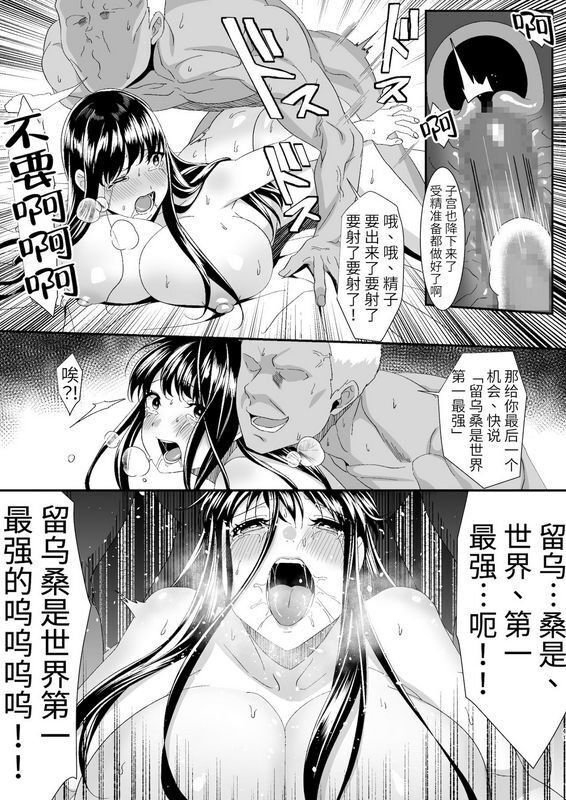 啊
啊
啊
子宫也降下来了
受精准备都做好了啊
ドスドスドス
哦、哦、精子
要出来了要射了
要射了要射了！
不要啊啊啊啊
那给你最后一个
机会、快说
「留乌桑是世界
第一最强」
唉?!
留乌…桑是、
世界、第一
最强…呃!!
留乌桑是世界第一
最强的呜呜呜呜呜!!